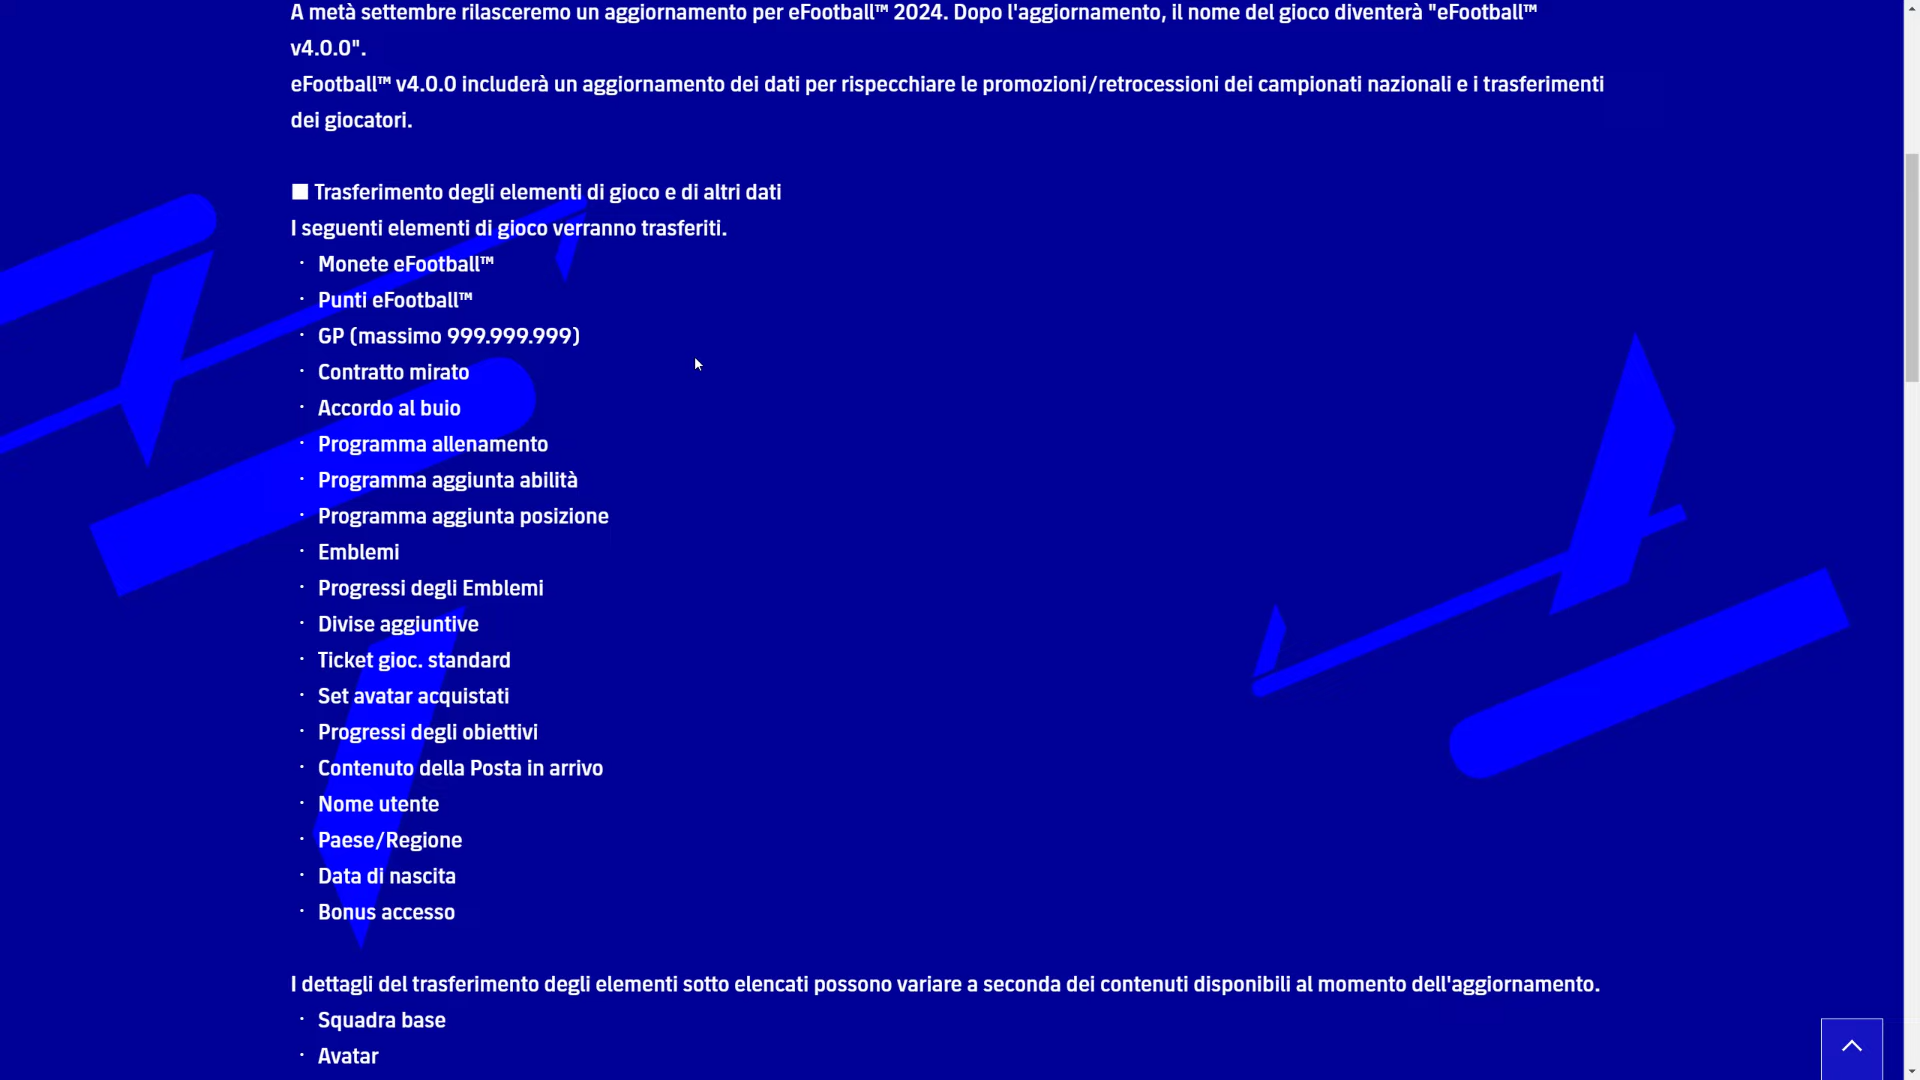 A metà settembre rilasceremo un aggiornamento per eFootball™ 2024. Dopo l'aggiornamento, il nome del gioco diventerà "eFootball™
v4.0.0".
eFootball™ v4.0.0 includerà un aggiornamento dei dati per rispecchiare le promozioni/retrocessioni dei campionati nazionali e i trasferimenti
dei giocatori.
■ Trasferimento degli elementi di gioco e di altri dati
I seguenti elementi di gioco verranno trasferiti.
・ Monete eFootball™
・ Punti eFootball™
・ GP (massimo 999.999.999)
・ Contratto mirato
・ Accordo al buio
・ Programma allenamento
・ Programma aggiunta abilità
・ Programma aggiunta posizione
・ Emblemi
・ Progressi degli Emblemi
・ Divise aggiuntive
・ Ticket gioc. standard
・ Set avatar acquistati
・ Progressi degli obiettivi
・ Contenuto della Posta in arrivo
・ Nome utente
・ Paese/Regione
・ Data di nascita
・ Bonus accesso
I dettagli del trasferimento degli elementi sotto elencati possono variare a seconda dei contenuti disponibili al momento dell'aggiornamento.
・ Squadra base
・ Avatar